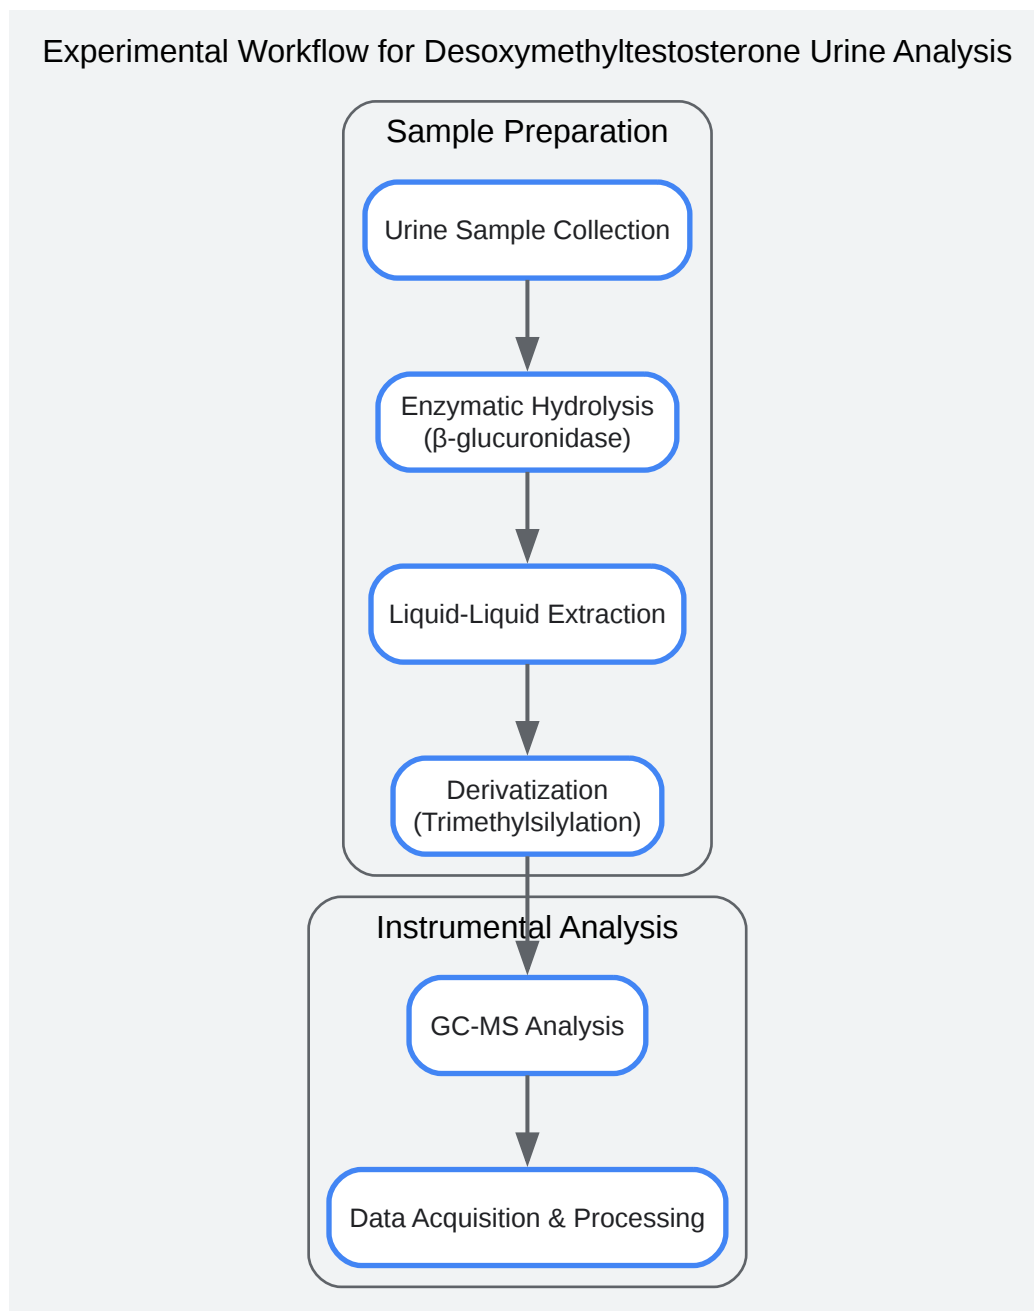 Experimental Workflow for Desoxymethyltestosterone Urine Analysis
Sample Preparation
Urine Sample Collection
Enzymatic Hydrolysis
(β-glucuronidase)
Liquid-Liquid Extraction
Derivatization
(Trimethylsilylation)
Instrumental Analysis
GC-MS Analysis
Data Acquisition & Processing